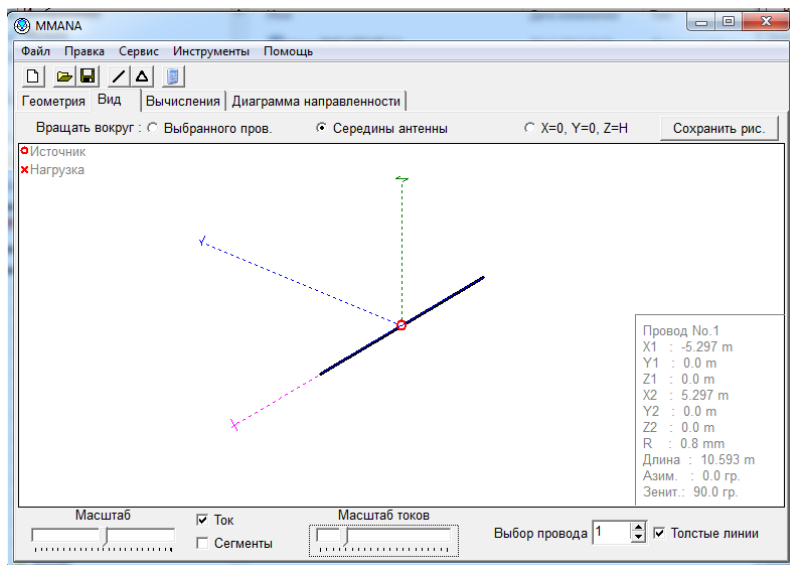 MMANA
Файл Правка Сервис Инструменты Помощь
Геометрия Вид Вычисления Диаграмма направленности
Вращать вокруг : Выбранного пров. Середины антенны X=0, Y=0, Z=H Сохранить рис.
Источник
Нагрузка
Z
Y
X
Провод No.1
X1 : -5.297 m
Y1 : 0.0 m
Z1 : 0.0 m
X2 : 5.297 m
Y2 : 0.0 m
Z2 : 0.0 m
R : 0.8 mm
Длина : 10.593 m
Азим. : 0.0 гр.
Зенит.: 90.0 гр.
Масштаб Ток Масштаб токов
Сегменты Выбор провода 1 Толстые линии